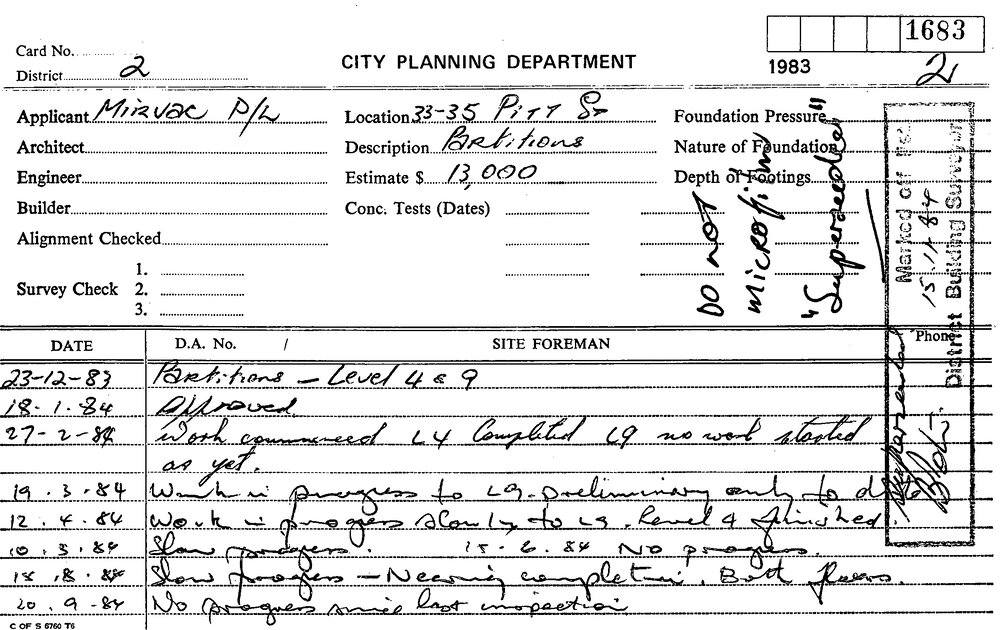 1683
Card No.
District 2
CITY PLANNING DEPARTMENT
1983
2
Applicant Mirvac P/L
Location 33-35 Pitt St
Foundation Pressure
Architect
Description Partitions
Nature of Foundation
Engineer
Estimate $ 13,000
Depth of Footings
Builder
Conc. Tests (Dates)
Alignment Checked
Survey Check
1.
2.
3.
DO NOT
MICROFILM
"Superseded"
Marked off Ref
15.11.84
District Building Surveyor
DATE
D.A. No. /
SITE FOREMAN
Phone
23-12-83 Partitions — Level 4 & 9
18.1.84 Approved
27-2-84 Work commenced L4 Completed L9 no work started
as yet.
19.3.84 Work in progress to L9 - preliminary only to date
12.4.84 Work in progress slowly to L9. Level 4 finished.
10.5.84 Slow progress. 15.6.84 No progress.
15.8.84 Slow progress — Nearing completion. Both floors.
20.9.84 No progress since last inspection
C OF S 6760 T6